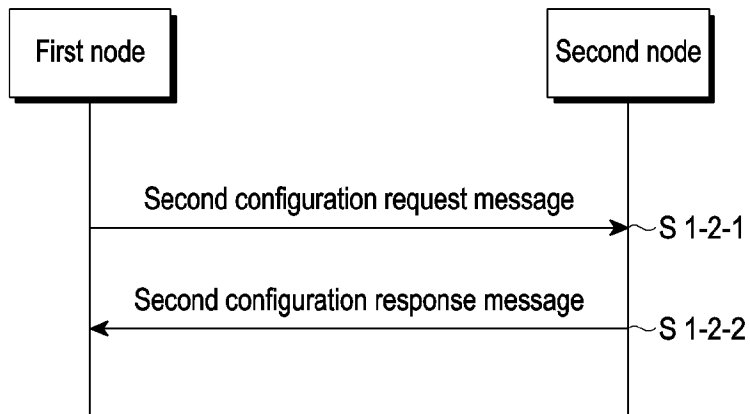 First node
Second node
Second configuration request message
S 1-2-1
Second configuration response message
S 1-2-2